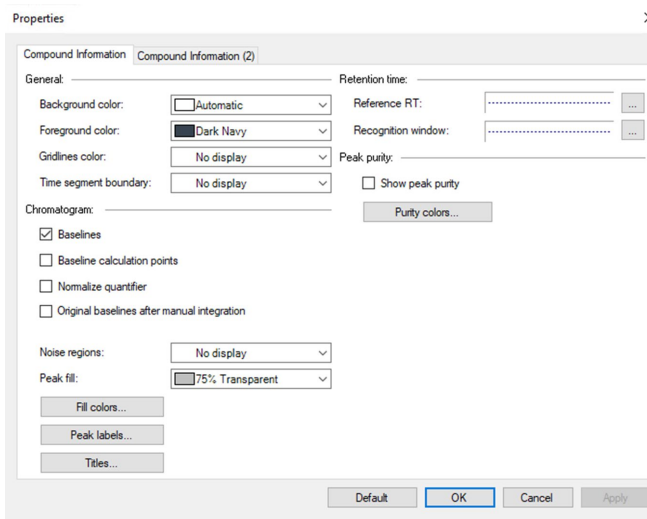 Properties
Compound Information
Compound Information (2)
General:
Background color:
Automatic
Foreground color:
Dark Navy
Gridlines color:
No display
Time segment boundary:
No display
Chromatogram:
Baselines
Baseline calculation points
Normalize quantifier
Original baselines after manual integration
Noise regions:
No display
Peak fill:
75% Transparent
Fill colors...
Peak labels...
Titles...
Retention time:
Reference RT:
...
Recognition window:
...
Peak purity:
Show peak purity
Purity colors...
Default
OK
Cancel
Apply